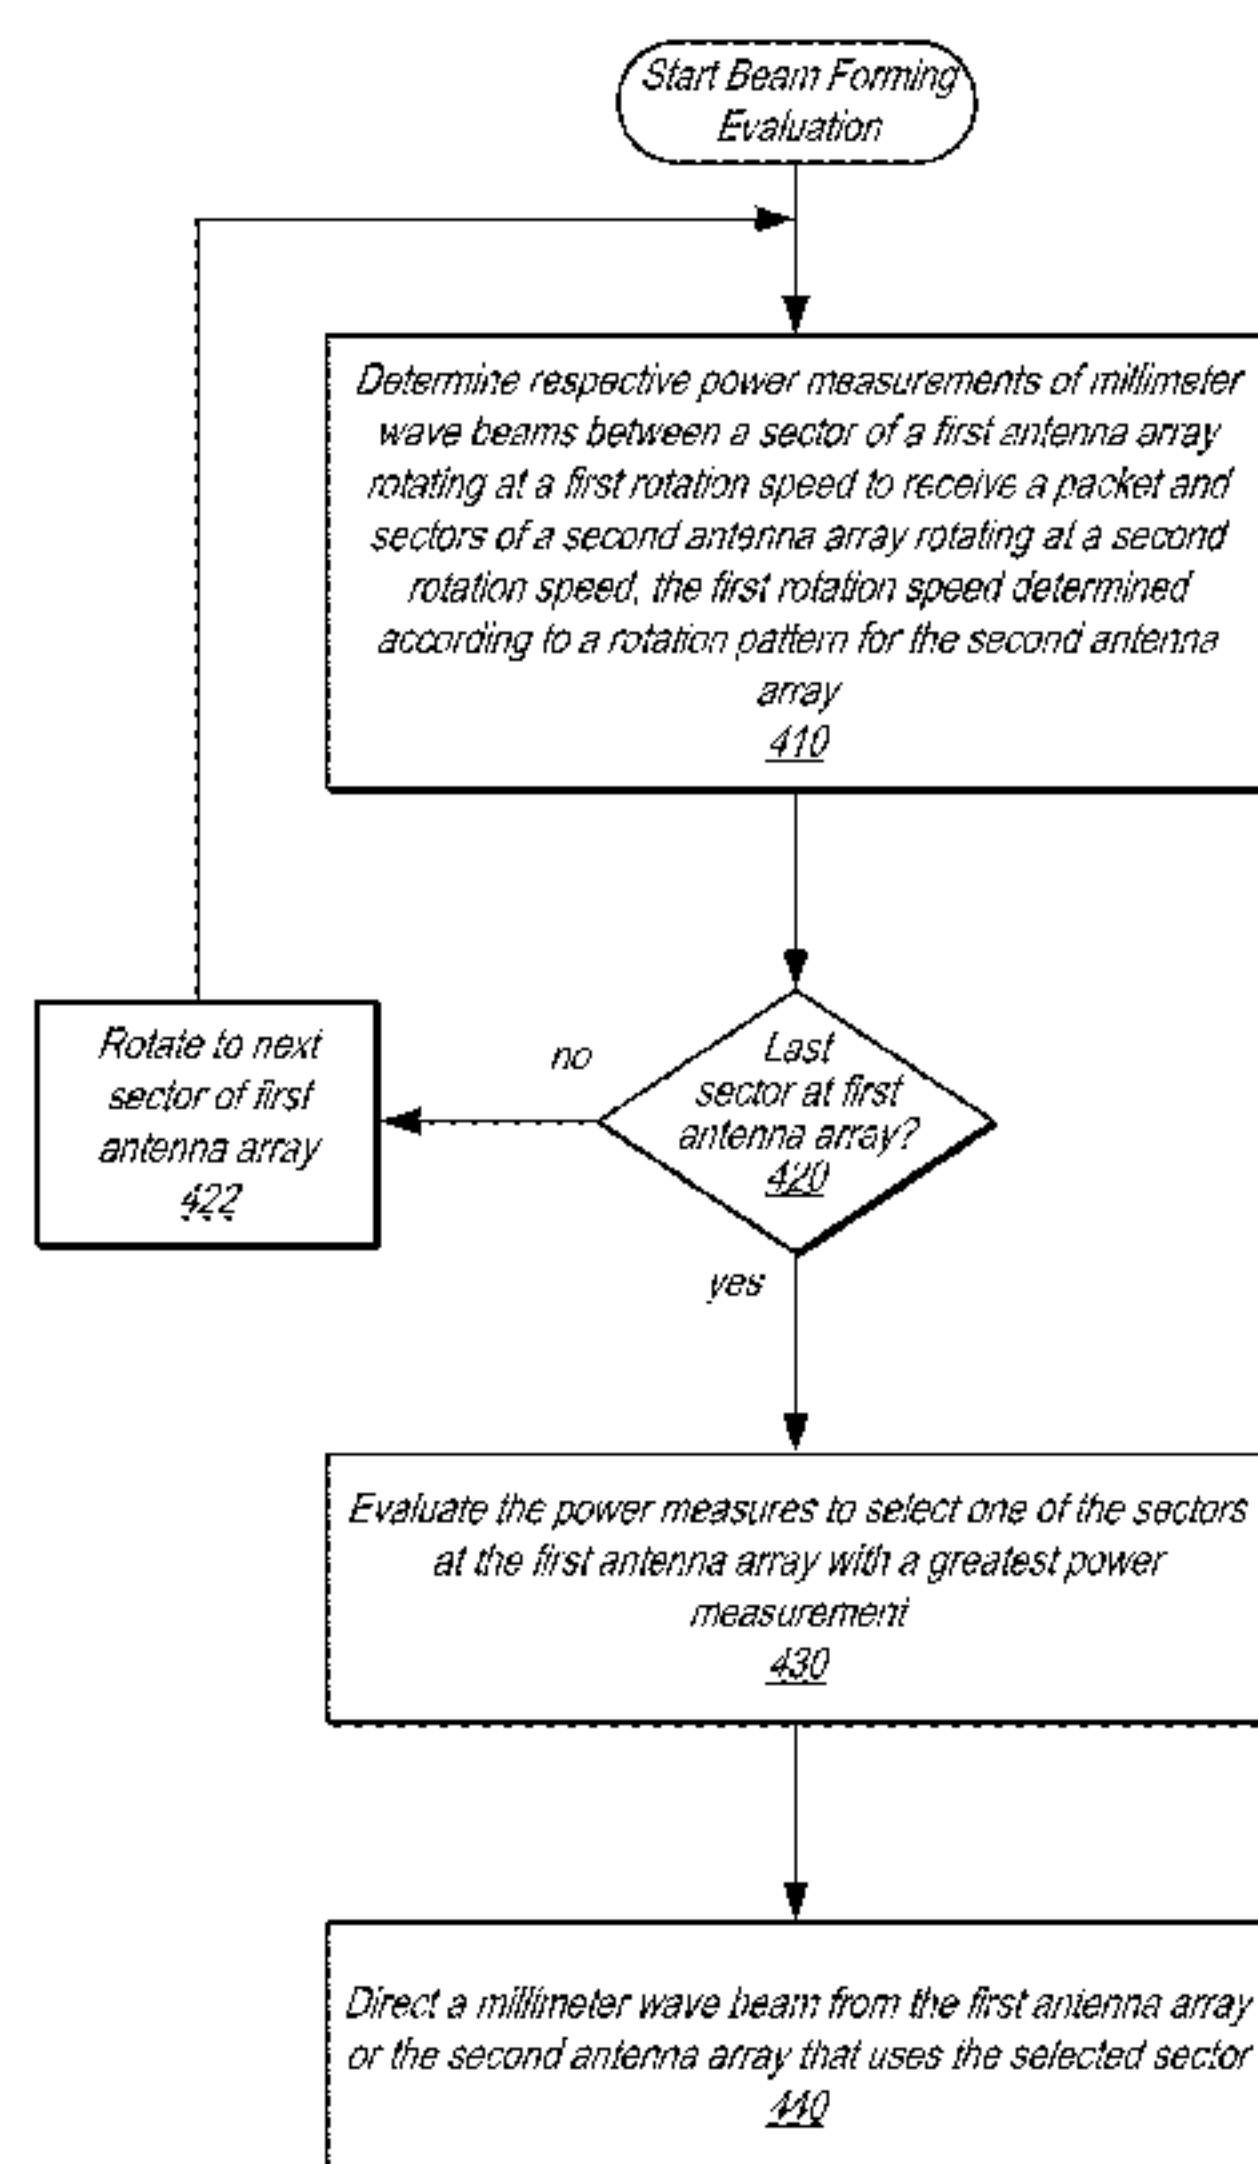 Start Beam Forming
Evaluation
Determine respective power measurements of millimeter
wave beams between a sector of a first antenna array
rotating at a first rotation speed to receive a packet and
sectors of a second antenna array rotating at a second
rotation speed, the first rotation speed determined
according to a rotation pattern for the second antenna
array
410
Last
sector at first
antenna array?
420
no
Rotate to next
sector of first
antenna array
422
yes
Evaluate the power measures to select one of the sectors
at the first antenna array with a greatest power
measurement
430
Direct a millimeter wave beam from the first antenna array
or the second antenna array that uses the selected sector
440